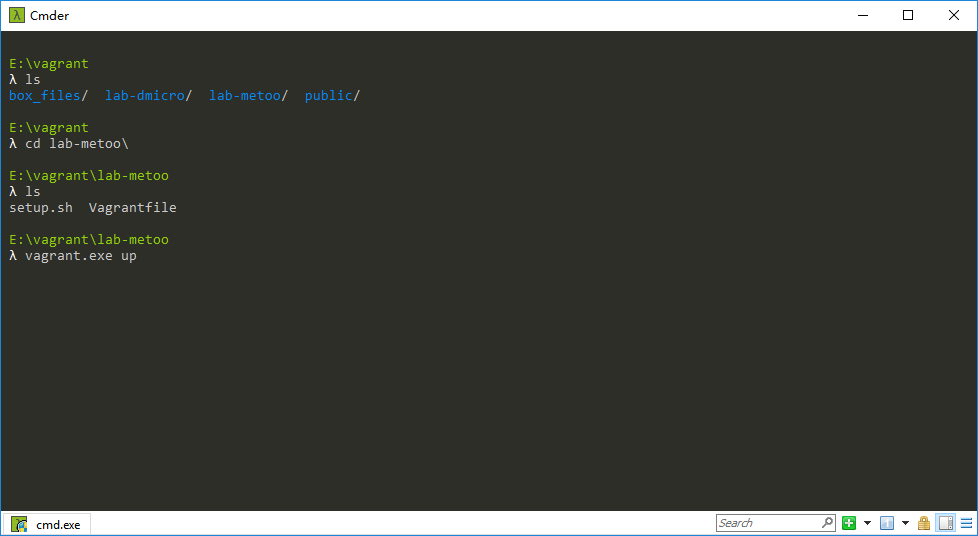 Cmder
E:\vagrant
λ ls
box_files/  lab-dmicro/  lab-metoo/  public/
E:\vagrant
λ cd lab-metoo\
E:\vagrant\lab-metoo
λ ls
setup.sh  Vagrantfile
E:\vagrant\lab-metoo
λ vagrant.exe up
cmd.exe
Search